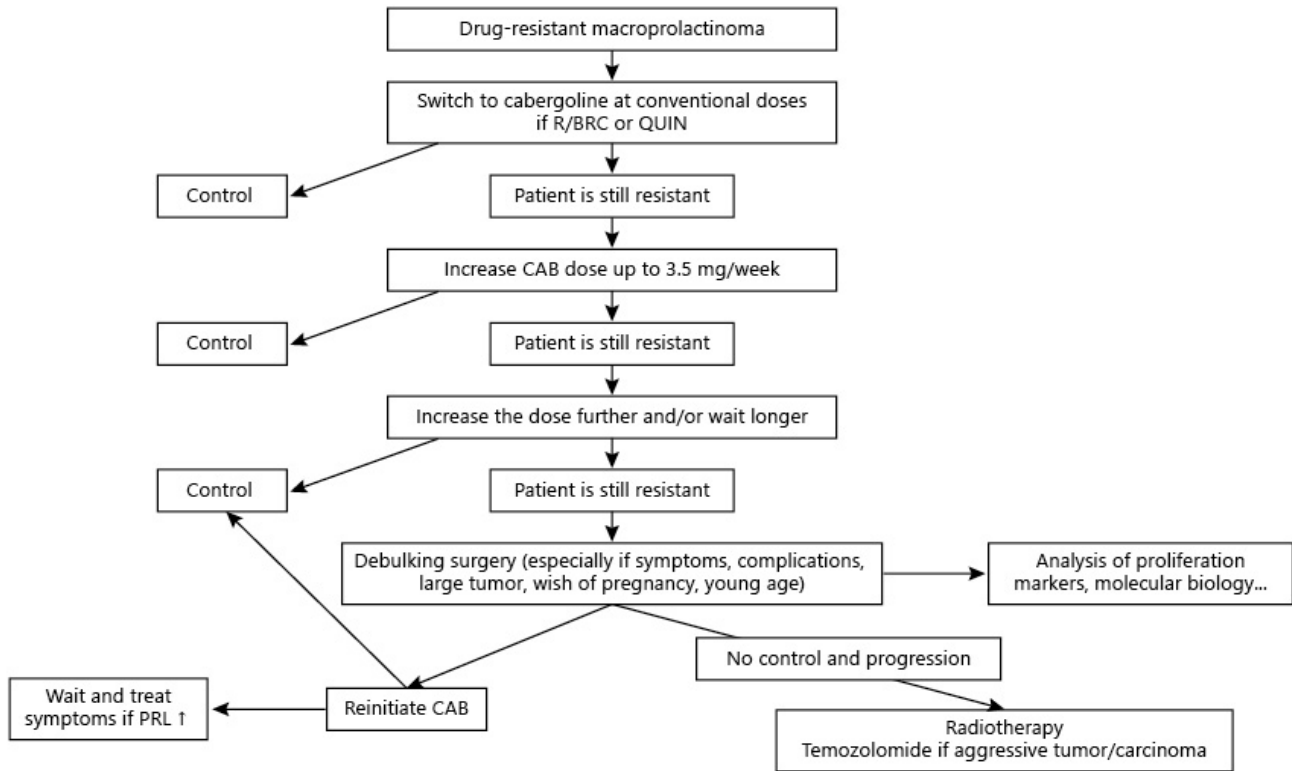 Drug-resistant macroprolactinoma
Switch to cabergoline at conventional doses
if R/BRC or QUIN
Control
Patient is still resistant
Increase CAB dose up to 3.5 mg/week
Control
Patient is still resistant
Increase the dose further and/or wait longer
Control
Patient is still resistant
Debulking surgery (especially if symptoms, complications,
large tumor, wish of pregnancy, young age)
Analysis of proliferation
markers, molecular biology...
No control and progression
Wait and treat
symptoms if PRL ↑
Reinitiate CAB
Radiotherapy
Temozolomide if aggressive tumor/carcinoma